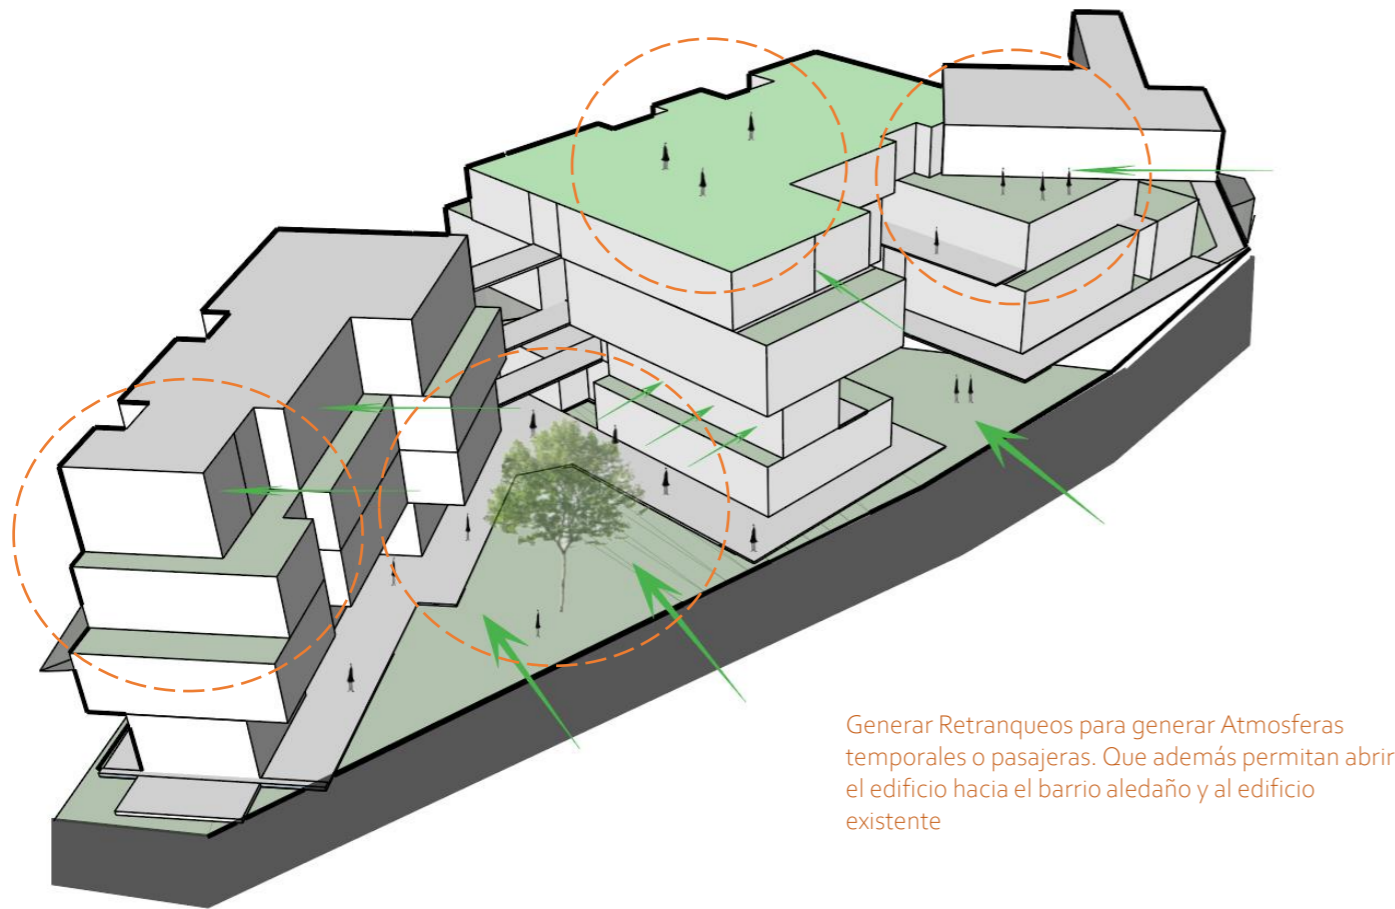 Generar Retranqueos para generar Atmosferas
temporales o pasajeras. Que además permitan abrir
el edificio hacia el barrio aledaño y al edificio
existente